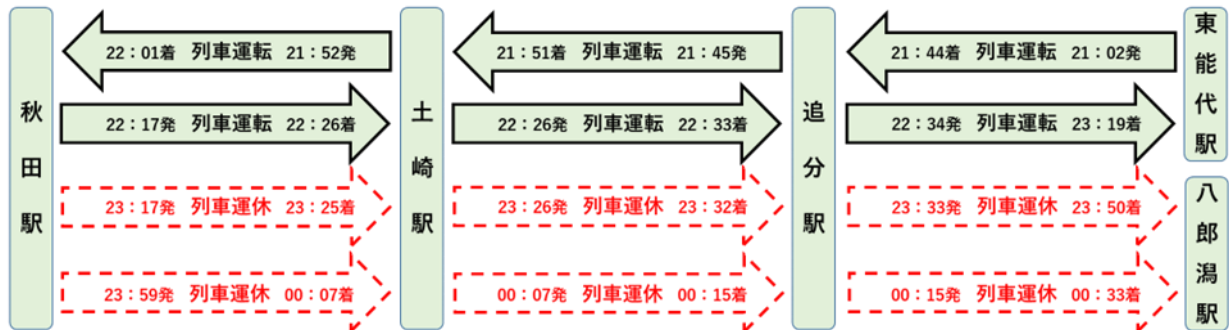 秋田駅
土崎駅
追分駅
東能代駅
八郎潟駅
22：01着 列車運転 21：52発
21：51着 列車運転 21：45発
21：44着 列車運転 21：02発
22：17発 列車運転 22：26着
22：26発 列車運転 22：33着
22：34発 列車運転 23：19着
23：17発 列車運休 23：25着
23：26発 列車運休 23：32着
23：33発 列車運休 23：50着
23：59発 列車運休 00：07着
00：07発 列車運休 00：15着
00：15発 列車運休 00：33着